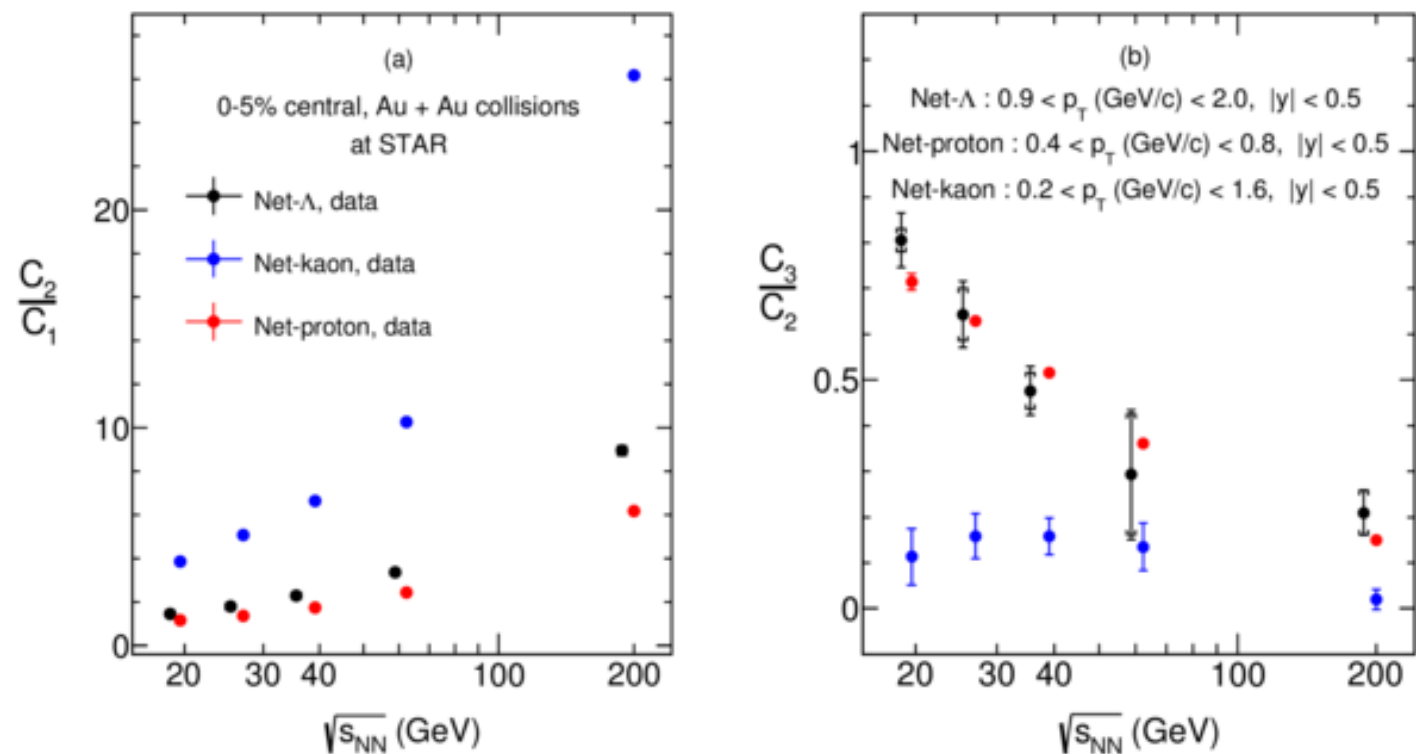 (a)
0-5% central, Au + Au collisions
at STAR
Net-Λ, data
Net-kaon, data
Net-proton, data
C2
C1
20
10
0
20 30 40 100 200
√sNN (GeV)
(b)
Net-Λ : 0.9 < pT (GeV/c) < 2.0, |y| < 0.5
Net-proton : 0.4 < pT (GeV/c) < 0.8, |y| < 0.5
Net-kaon : 0.2 < pT (GeV/c) < 1.6, |y| < 0.5
C3
C2
1
0.5
0
20 30 40 100 200
√sNN (GeV)